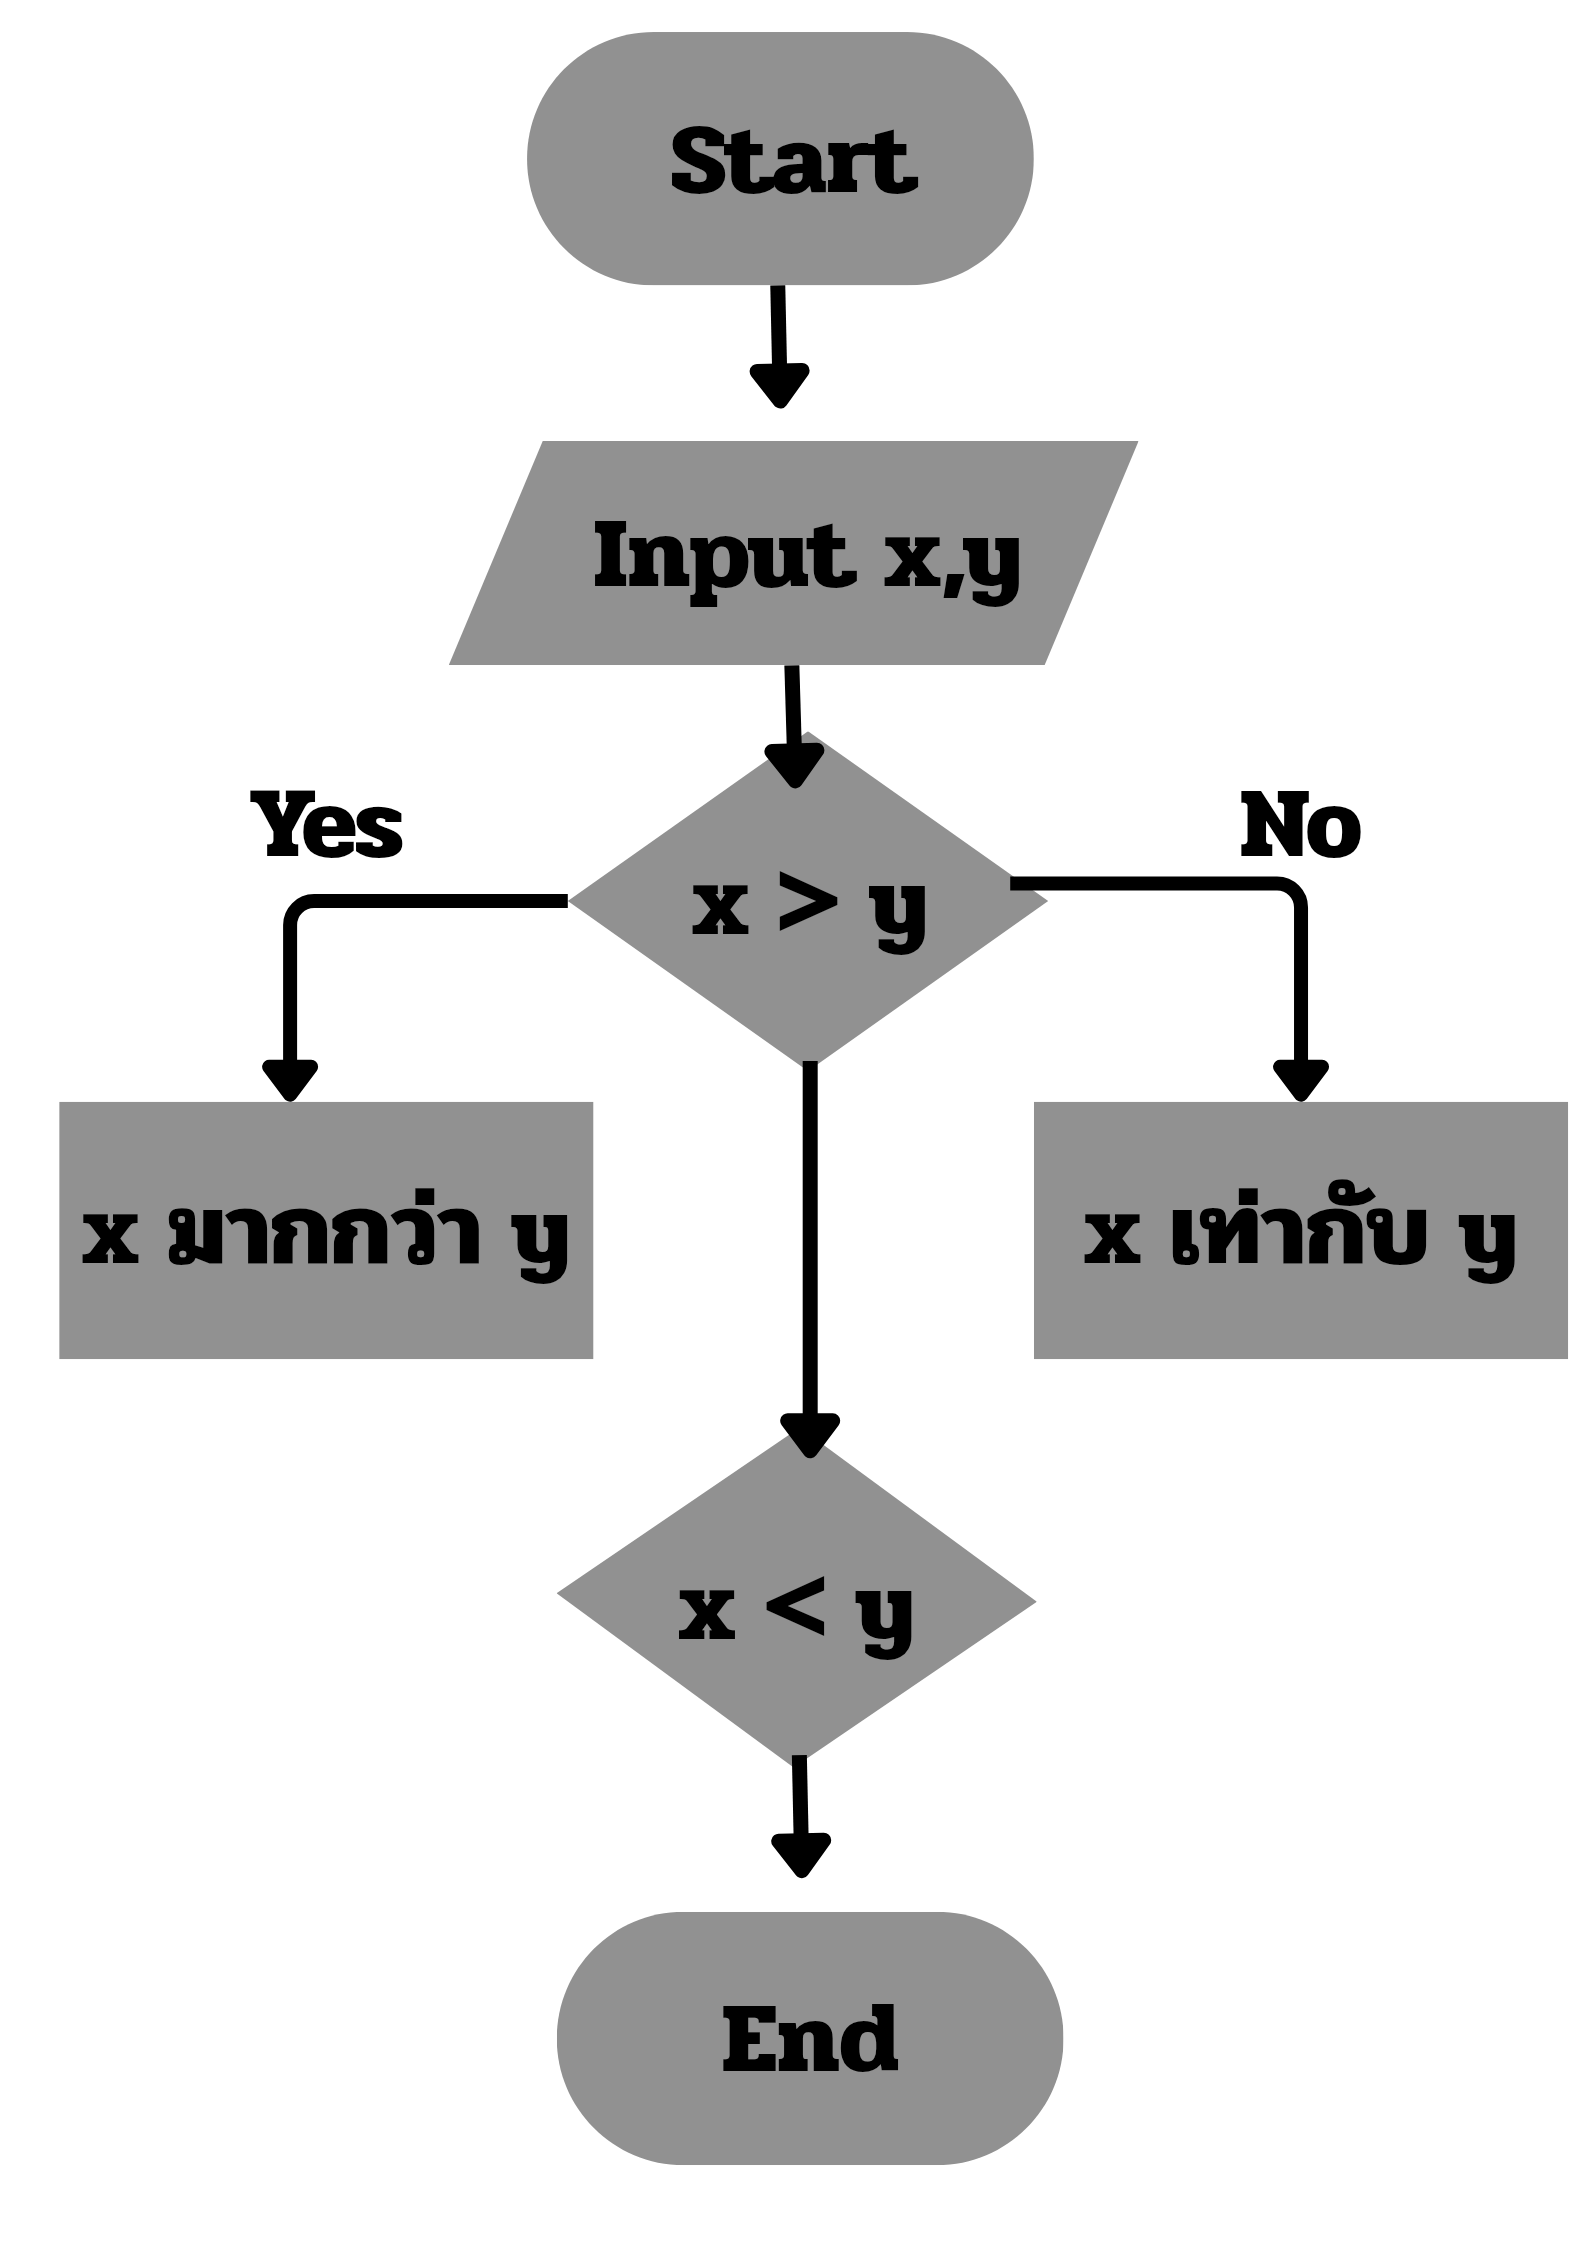 Start
Input x,y
Yes
No
x > y
x มากกว่า y
x เท่ากับ y
x < y
End